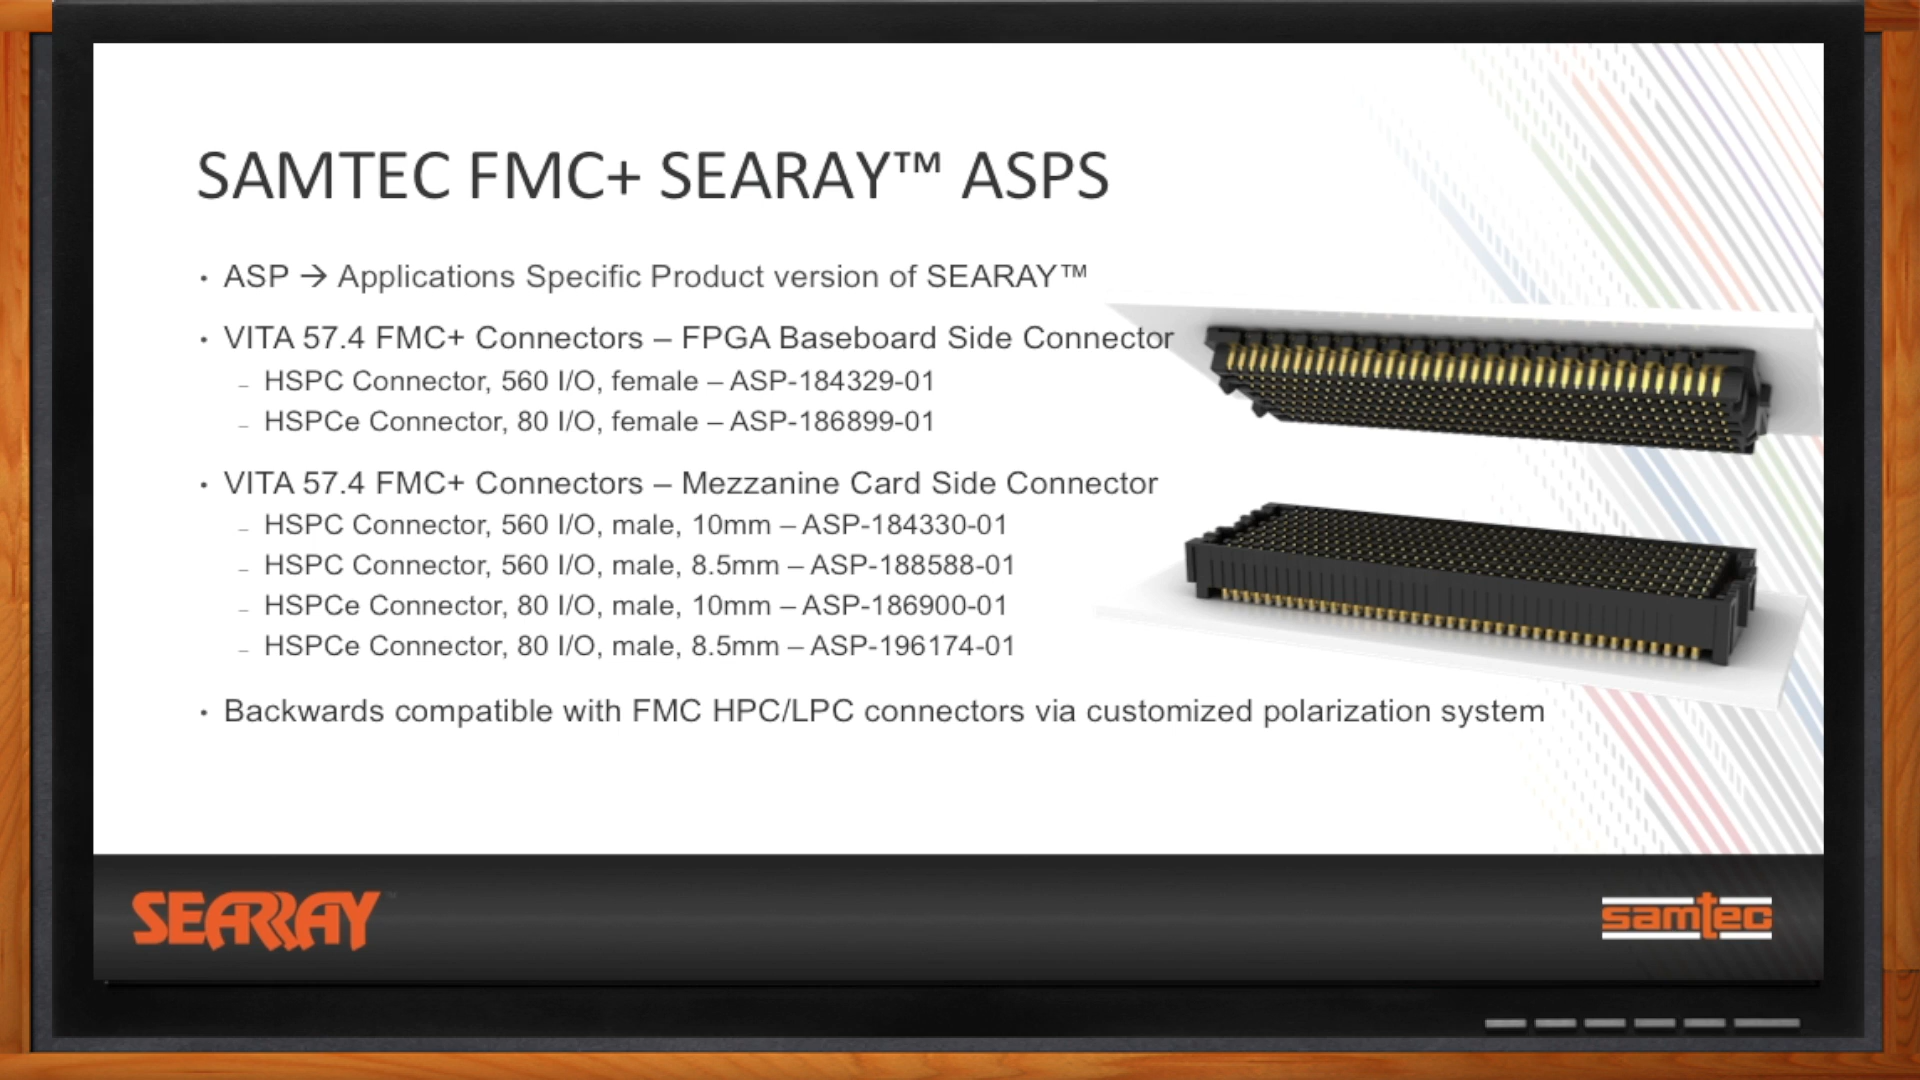 SAMTEC FMC+ SEARAY™ ASPS
• ASP → Applications Specific Product version of SEARAY™
• VITA 57.4 FMC+ Connectors – FPGA Baseboard Side Connector
– HSPC Connector, 560 I/O, female – ASP-184329-01
– HSPCe Connector, 80 I/O, female – ASP-186899-01
• VITA 57.4 FMC+ Connectors – Mezzanine Card Side Connector
– HSPC Connector, 560 I/O, male, 10mm – ASP-184330-01
– HSPC Connector, 560 I/O, male, 8.5mm – ASP-188588-01
– HSPCe Connector, 80 I/O, male, 10mm – ASP-186900-01
– HSPCe Connector, 80 I/O, male, 8.5mm – ASP-196174-01
• Backwards compatible with FMC HPC/LPC connectors via customized polarization system
SEARAY™
samtec